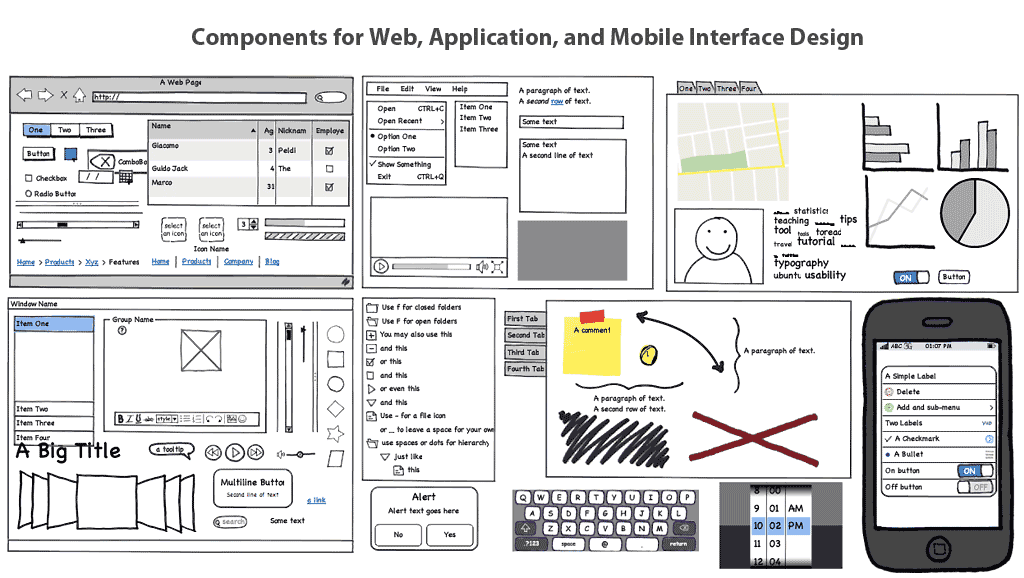 Components for Web, Application, and Mobile Interface Design
A Web Page
http://
One Two Three
Button
ComboBo
Checkbox
/ /
Radio Button
Name Ag Nicknam Employe
Giacomo
3 Peldi
Guido Jack 4 The
Marco
31
select
an icon
select
an icon
3
Icon Name
Home > Products > Xyz > Features
Home Products Company Blog
File Edit View Help
Open CTRL+C
Open Recent >
Option One
Option Two
Show Something
Exit CTRL+Q
Item One
Item Two
Item Three
A paragraph of text.
A second row of text.
Some text
Some text
A second line of text
One Two Three Four
statistics
teaching
tips
tool
tools
toread
travel
tutorial
typography
ubuntu
usability
ON
Button
Window Name
Item One
Item Two
Item Three
Item Four
Group Name
?
B I U abc style
A Big Title
a tooltip
Multiline Button
Second line of text
a link
search
Some text
Use f for closed folders
Use F for open folders
You may also use this
and this
or this
and this
or even this
and this
Use - for a file icon
or _ to leave a space for your own
use spaces or dots for hierarchy
just like
this
First Tab
Second Tab
Third Tab
Fourth Tab
A comment
A paragraph of text.
A paragraph of text.
A second row of text.
Alert
Alert text goes here
No Yes
Q W E R T Y U I O P
A S D F G H J K L
Z X C V B N M
.?123 space @ . return
8 00
9 01 AM
10 02 PM
11 03
12 04
ABC 3G 01:07 PM
A Simple Label
Delete
Add and sub-menu >
Two Labels
A Checkmark
A Bullet
On button ON
Off button OFF